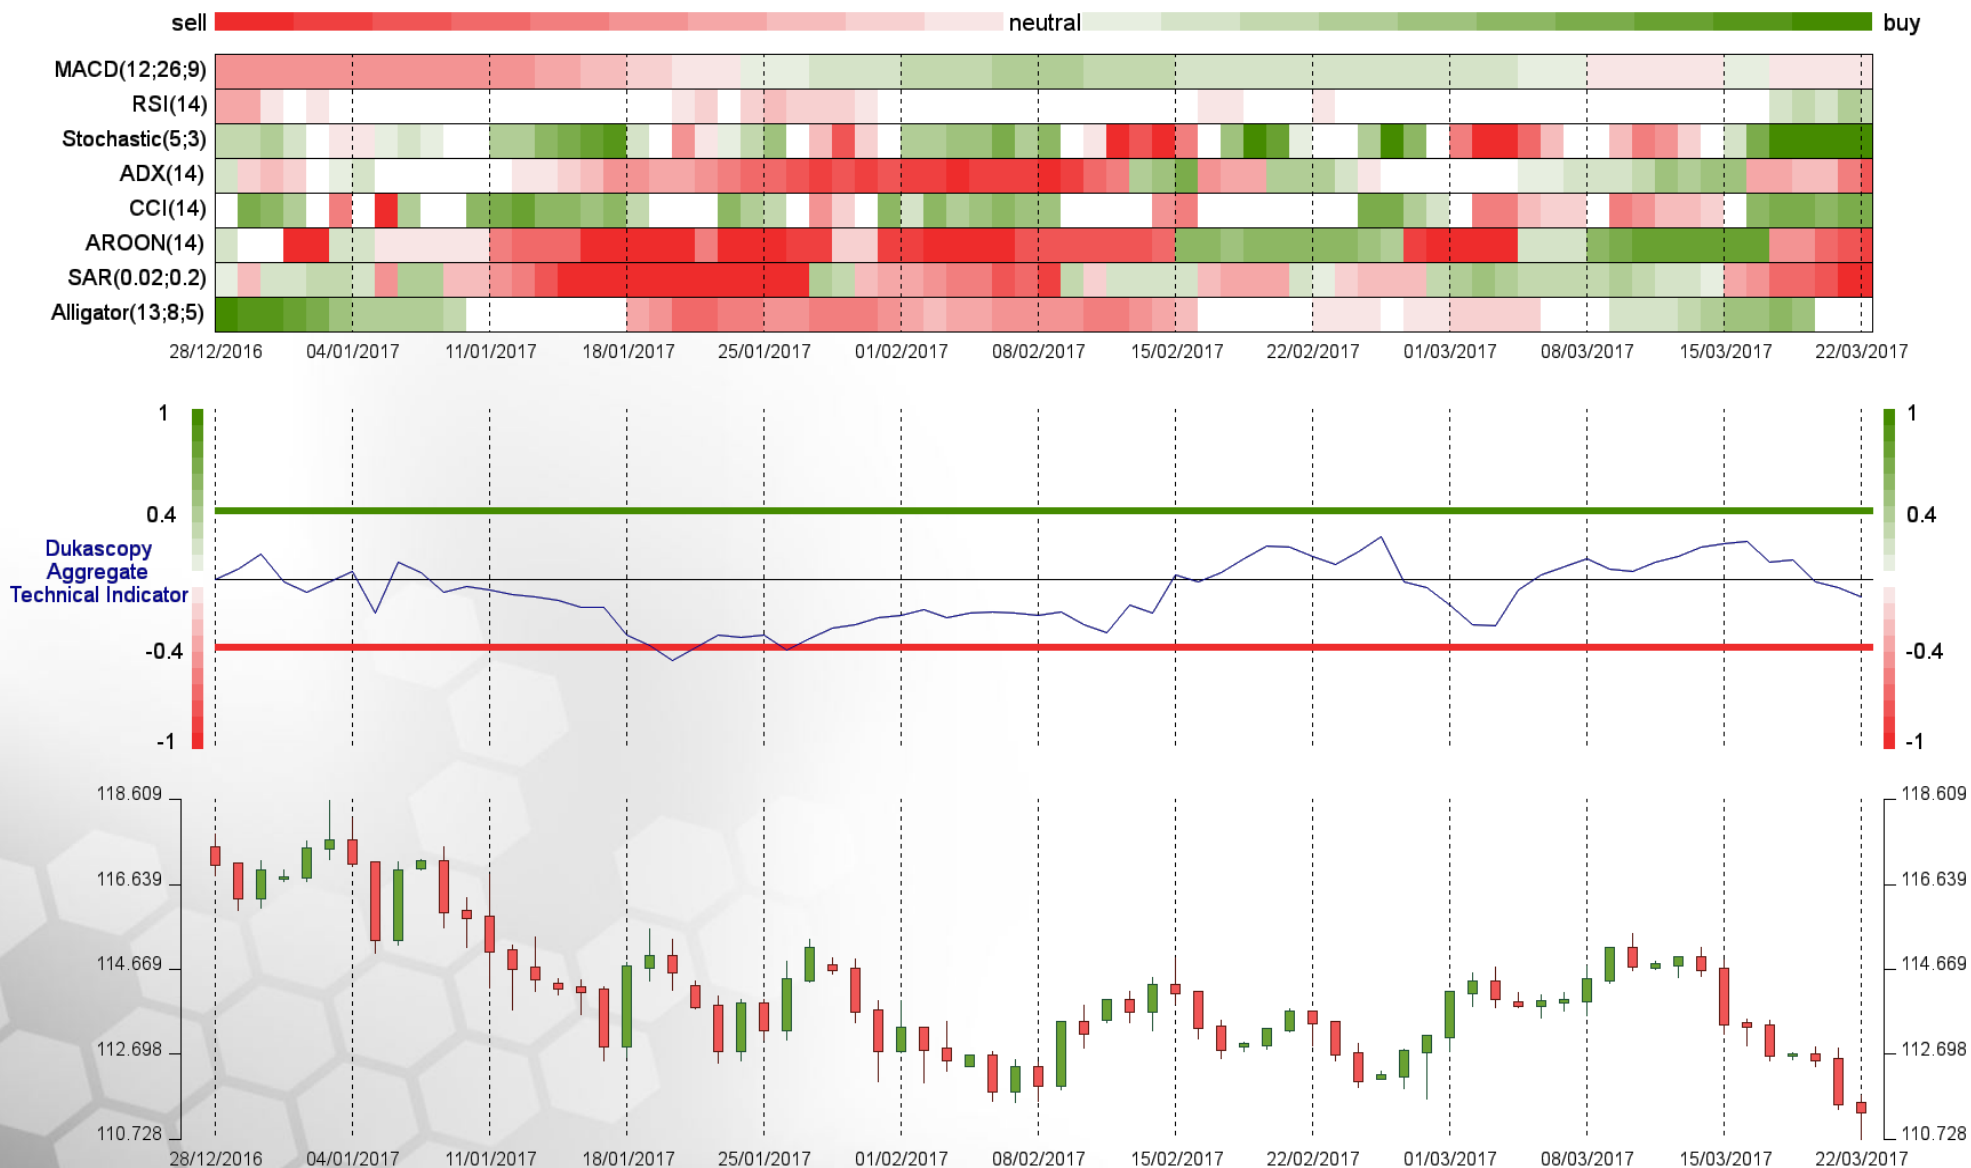 sell neutral buy
MACD(12;26;9)
RSI(14)
Stochastic(5;3)
ADX(14)
CCI(14)
AROON(14)
SAR(0.02;0.2)
Alligator(13;8;5)
28/12/2016 04/01/2017 11/01/2017 18/01/2017 25/01/2017 01/02/2017 08/02/2017 15/02/2017 22/02/2017 01/03/2017 08/03/2017 15/03/2017 22/03/2017
1 1
0.4 0.4
Dukascopy
Aggregate
Technical Indicator
-0.4 -0.4
-1 -1
118.609 118.609
116.639 116.639
114.669 114.669
112.698 112.698
110.728 110.728
28/12/2016 04/01/2017 11/01/2017 18/01/2017 25/01/2017 01/02/2017 08/02/2017 15/02/2017 22/02/2017 01/03/2017 08/03/2017 15/03/2017 22/03/2017